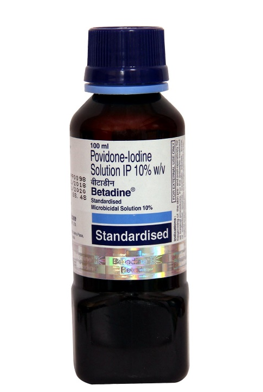 100 ml
Povidone-Iodine
Solution IP 10% w/v
बीटाडीन
Betadine®
Standardised
Microbicidal Solution 10%
Standardised